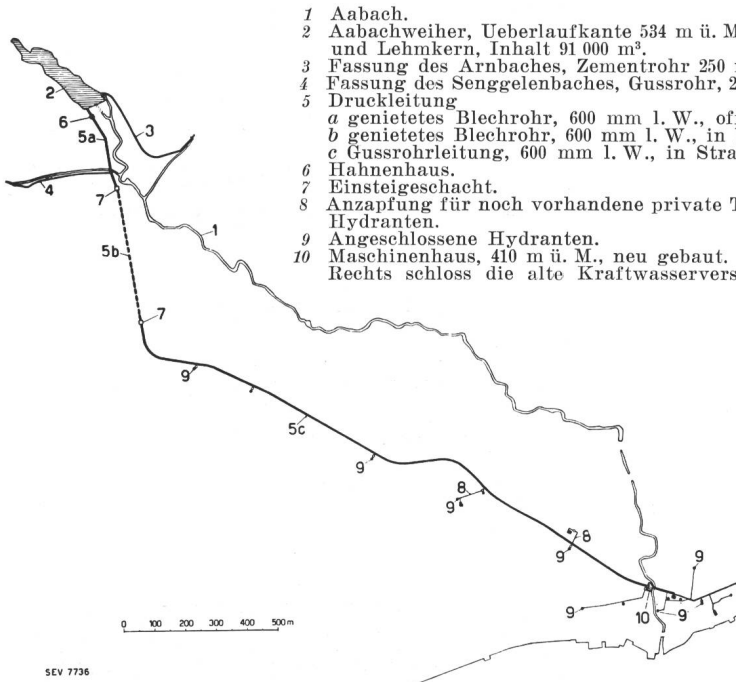 1 Aabach.
2 Aabachweiher, Ueberlaufkante 534 m ü. M
und Lehmkern, Inhalt 91 000 m³.
3 Fassung des Arnbaches, Zementrohr 250
4 Fassung des Senggelenbaches, Gussrohr, 2
5 Druckleitung
a genietetes Blechrohr, 600 mm l. W., of
b genietetes Blechrohr, 600 mm l. W., in
c Gussrohrleitung, 600 mm l. W., in Stra
6 Hahnenhaus.
7 Einsteigeschacht.
8 Anzapfung für noch vorhandene private T
Hydranten.
9 Angeschlossene Hydranten.
10 Maschinenhaus, 410 m ü. M., neu gebaut.
Rechts schloss die alte Kraftwasservers
2
6
5a
3
4
7
1
5b
7
9
5c
9
8
9
8
9
9
9
10
9
0 100 200 300 400 500 m
SEV 7736